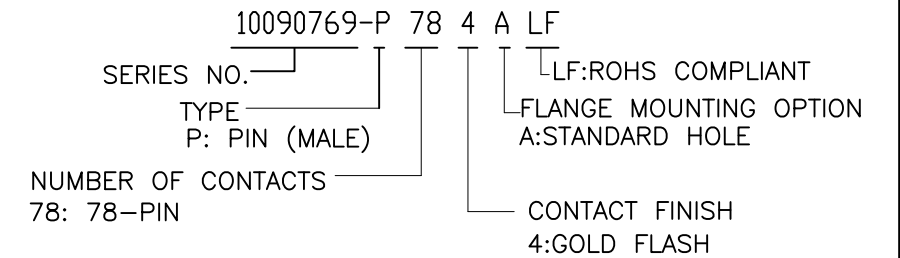 10090769-P 78 4 A LF
SERIES NO.
LF:ROHS COMPLIANT
TYPE
P: PIN (MALE)
FLANGE MOUNTING OPTION
A:STANDARD HOLE
NUMBER OF CONTACTS
78: 78-PIN
CONTACT FINISH
4:GOLD FLASH